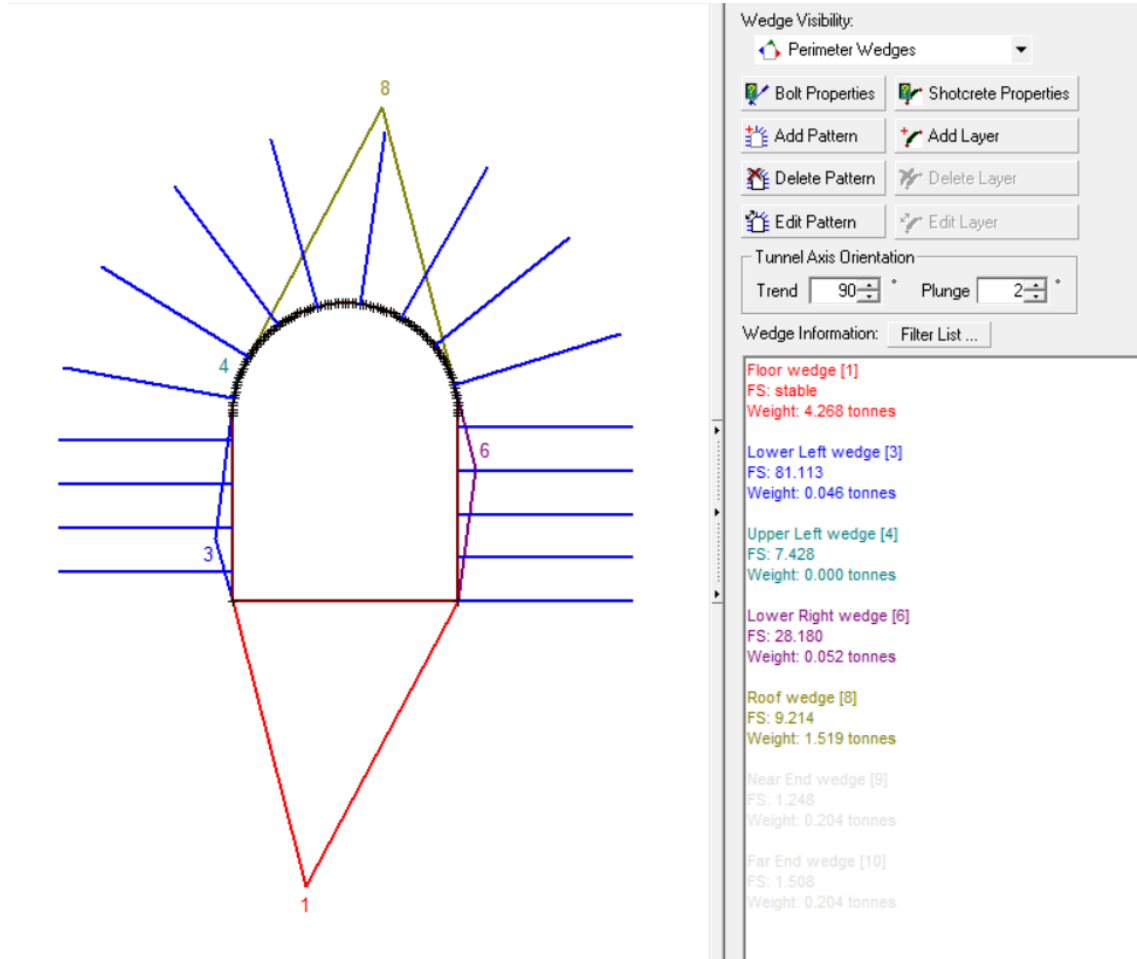 8
4
6
3
1
Wedge Visibility:
Perimeter Wedges
Bolt Properties
Shotcrete Properties
Add Pattern
Add Layer
Delete Pattern
Delete Layer
Edit Pattern
Edit Layer
Tunnel Axis Orientation
Trend 90 ° Plunge 2 °
Wedge Information: Filter List ...
Floor wedge [1]
FS: stable
Weight: 4.268 tonnes
Lower Left wedge [3]
FS: 81.113
Weight: 0.046 tonnes
Upper Left wedge [4]
FS: 7.428
Weight: 0.000 tonnes
Lower Right wedge [6]
FS: 28.180
Weight: 0.052 tonnes
Roof wedge [8]
FS: 9.214
Weight: 1.519 tonnes
Near End wedge [9]
FS: 1.248
Weight: 0.204 tonnes
Far End wedge [10]
FS: 1.508
Weight: 0.204 tonnes